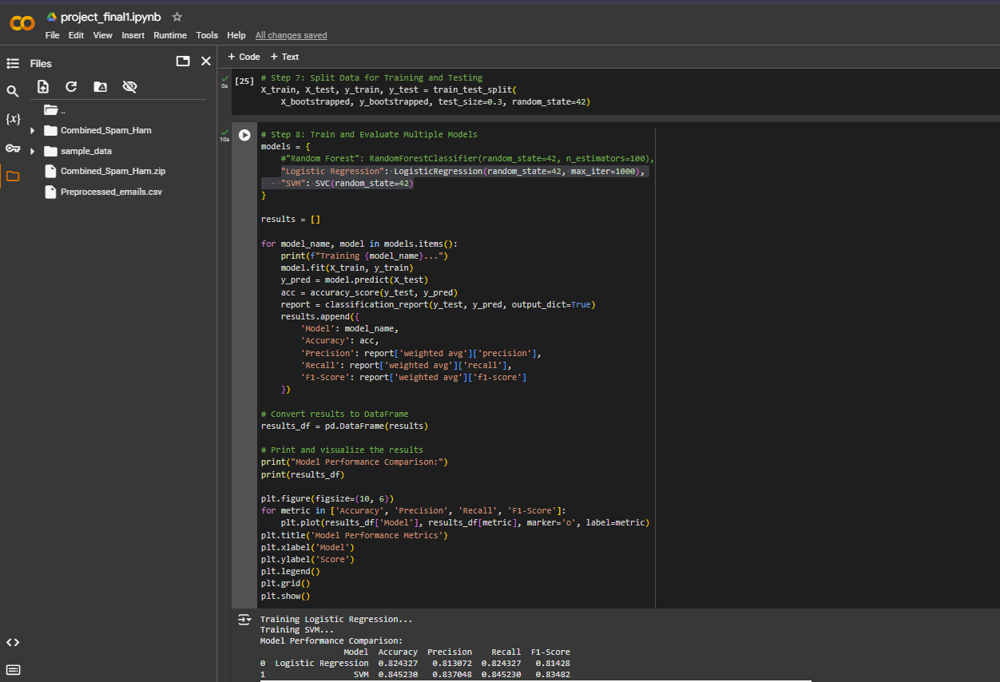 project_final1.ipynb
File Edit View Insert Runtime Tools Help All changes saved
Files
+ Code + Text
..
Combined_Spam_Ham
sample_data
Combined_Spam_Ham.zip
Preprocessed_emails.csv
{x}
0s
[25]
# Step 7: Split Data for Training and Testing
X_train, X_test, y_train, y_test = train_test_split(
    X_bootstrapped, y_bootstrapped, test_size=0.3, random_state=42)
10s
# Step 8: Train and Evaluate Multiple Models
models = {
    #"Random Forest": RandomForestClassifier(random_state=42, n_estimators=100),
    "Logistic Regression": LogisticRegression(random_state=42, max_iter=1000),
    "SVM": SVC(random_state=42)
}
results = []
for model_name, model in models.items():
    print(f"Training {model_name}...")
    model.fit(X_train, y_train)
    y_pred = model.predict(X_test)
    acc = accuracy_score(y_test, y_pred)
    report = classification_report(y_test, y_pred, output_dict=True)
    results.append({
        'Model': model_name,
        'Accuracy': acc,
        'Precision': report['weighted avg']['precision'],
        'Recall': report['weighted avg']['recall'],
        'F1-Score': report['weighted avg']['f1-score']
    })
# Convert results to DataFrame
results_df = pd.DataFrame(results)
# Print and visualize the results
print("Model Performance Comparison:")
print(results_df)
plt.figure(figsize=(10, 6))
for metric in ['Accuracy', 'Precision', 'Recall', 'F1-Score']:
    plt.plot(results_df['Model'], results_df[metric], marker='o', label=metric)
plt.title('Model Performance Metrics')
plt.xlabel('Model')
plt.ylabel('Score')
plt.legend()
plt.grid()
plt.show()
Training Logistic Regression...
Training SVM...
Model Performance Comparison:
Model Accuracy Precision Recall F1-Score
0 Logistic Regression 0.824327 0.813072 0.824327 0.81428
1 SVM 0.845230 0.837048 0.845230 0.83482